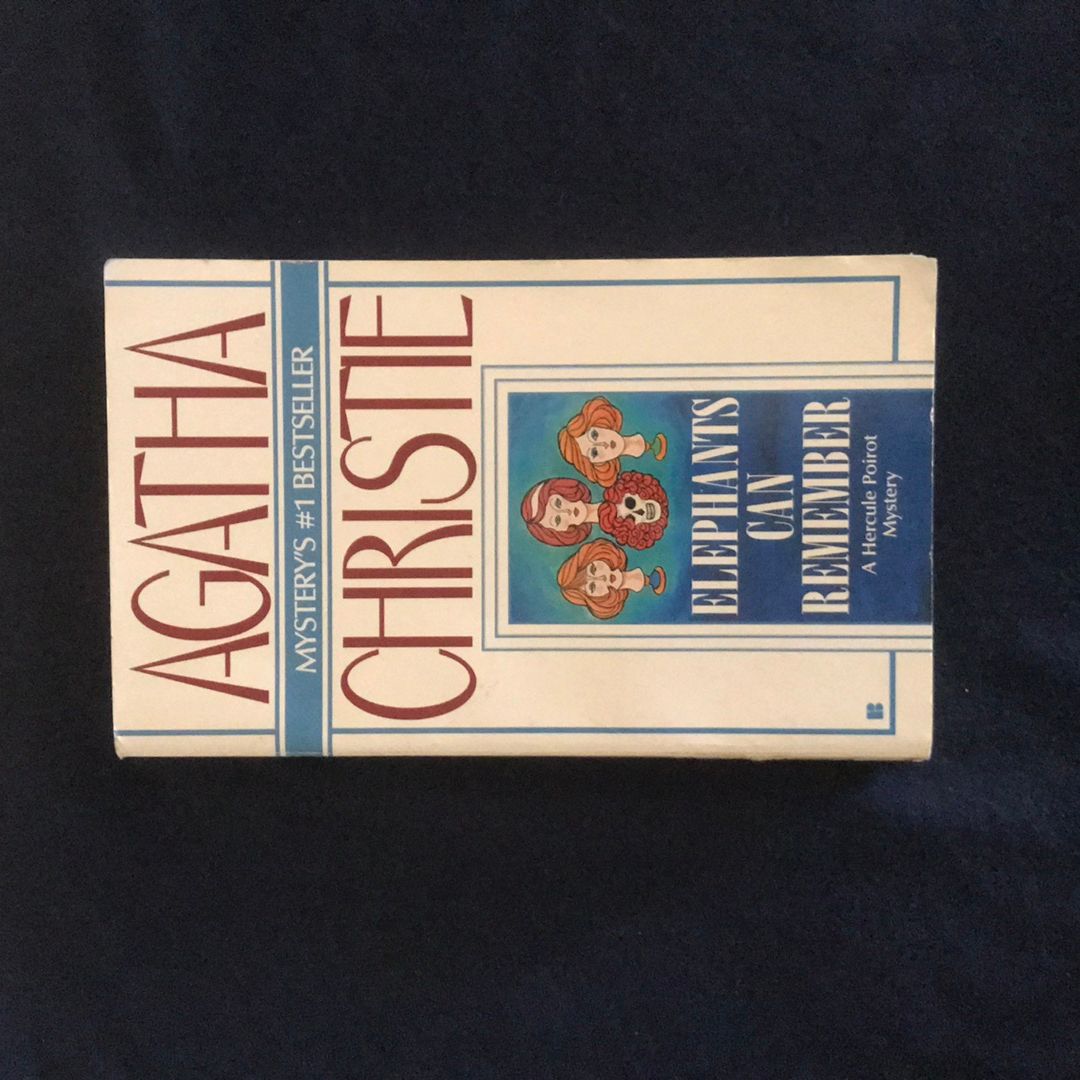 AGATHA
MYSTERY'S #1 BESTSELLER
CHRISTIE
ELEPHANTS
CAN
REMEMBER
A Hercule Poirot
Mystery
B